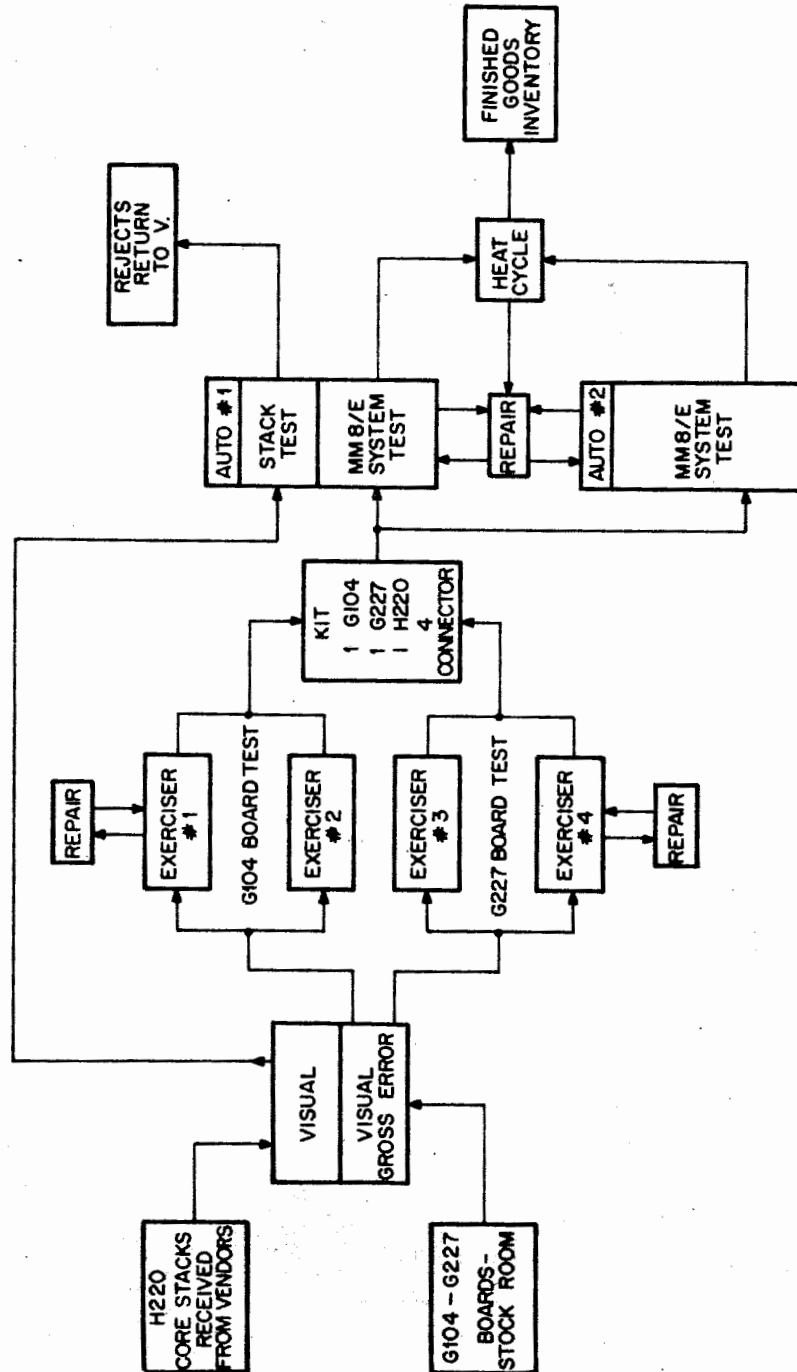 H220
CORE STACKS
RECEIVED
FROM VENDORS
G104 - G227
BOARDS-
STOCK ROOM
VISUAL
VISUAL
GROSS ERROR
REPAIR
EXERCISER
#1
G104 BOARD TEST
EXERCISER
#2
EXERCISER
#3
G227 BOARD TEST
EXERCISER
#4
REPAIR
KIT
1 G104
1 G227
1 H220
4
CONNECTOR
AUTO #1
STACK
TEST
MM8/E
SYSTEM
TEST
REPAIR
AUTO #2
MM8/E
SYSTEM
TEST
REJECTS
RETURN
TO V.
HEAT
CYCLE
FINISHED
GOODS
INVENTORY